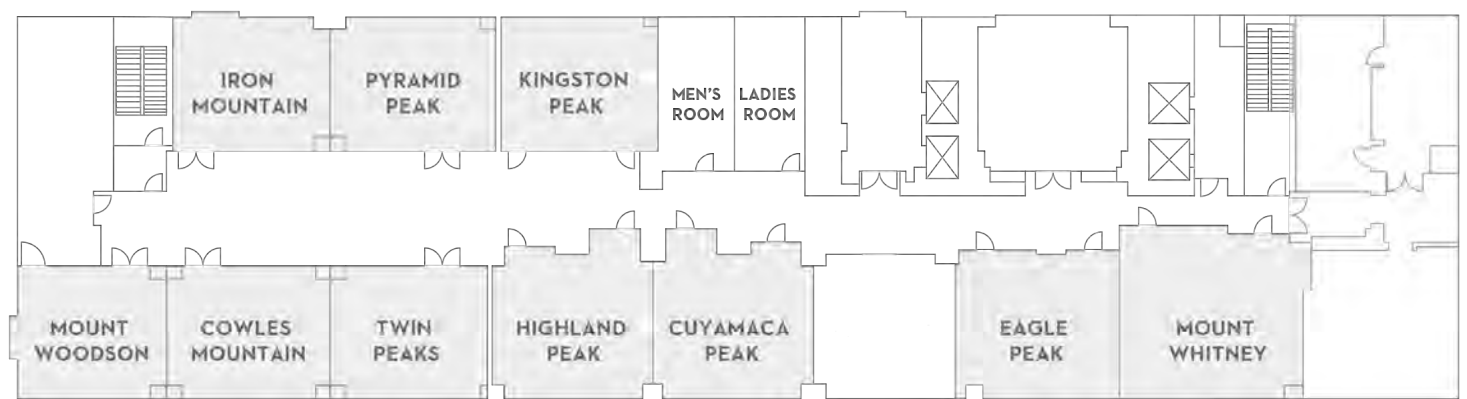 IRON
MOUNTAIN
PYRAMID
PEAK
KINGSTON
PEAK
MEN'S
ROOM
LADIES
ROOM
MOUNT
WOODSON
COWLES
MOUNTAIN
TWIN
PEAKS
HIGHLAND
PEAK
CUYAMACA
PEAK
EAGLE
PEAK
MOUNT
WHITNEY